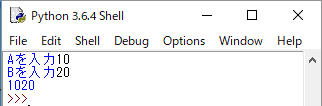 Python 3.6.4 Shell
File Edit Shell Debug Options Window Help
Aを入力10
Bを入力20
1020
>>>